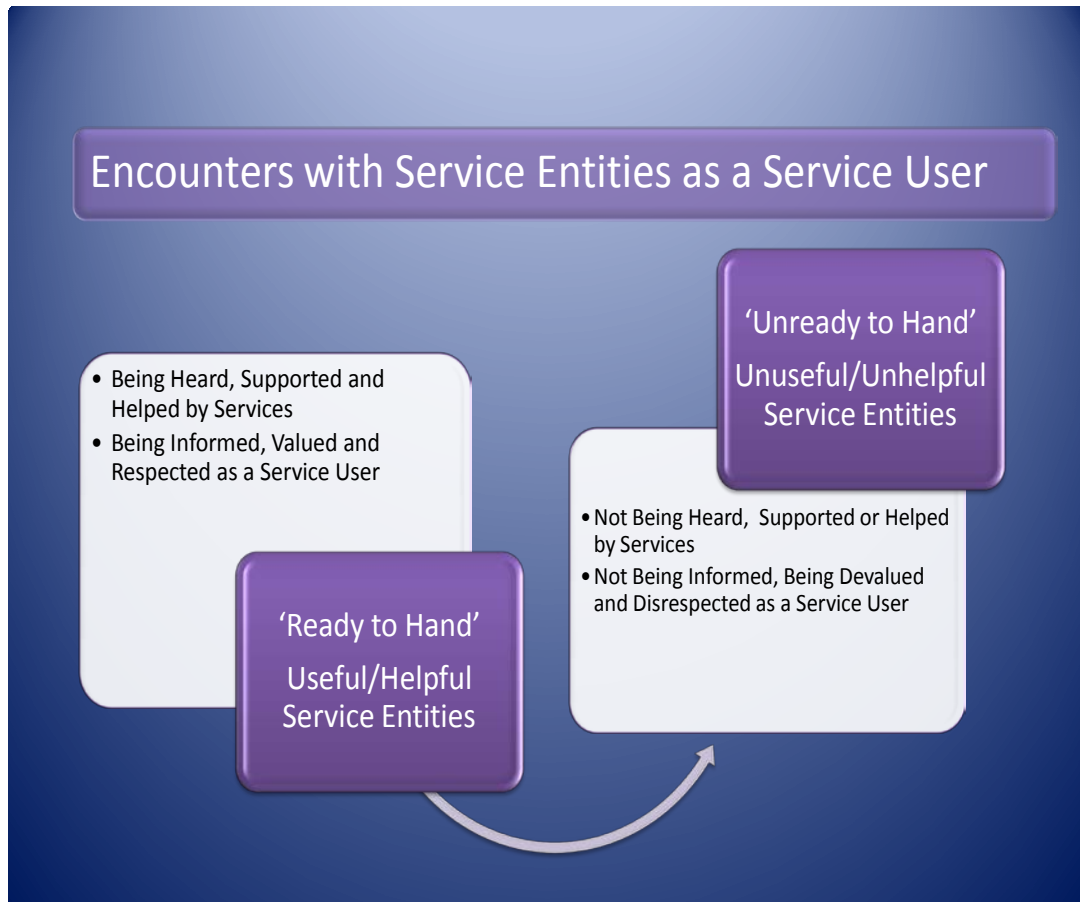 Encounters with Service Entities as a Service User
• Being Heard, Supported and
Helped by Services
• Being Informed, Valued and
Respected as a Service User
‘Ready to Hand’
Useful/Helpful
Service Entities
‘Unready to Hand’
Unuseful/Unhelpful
Service Entities
• Not Being Heard, Supported or Helped
by Services
• Not Being Informed, Being Devalued
and Disrespected as a Service User